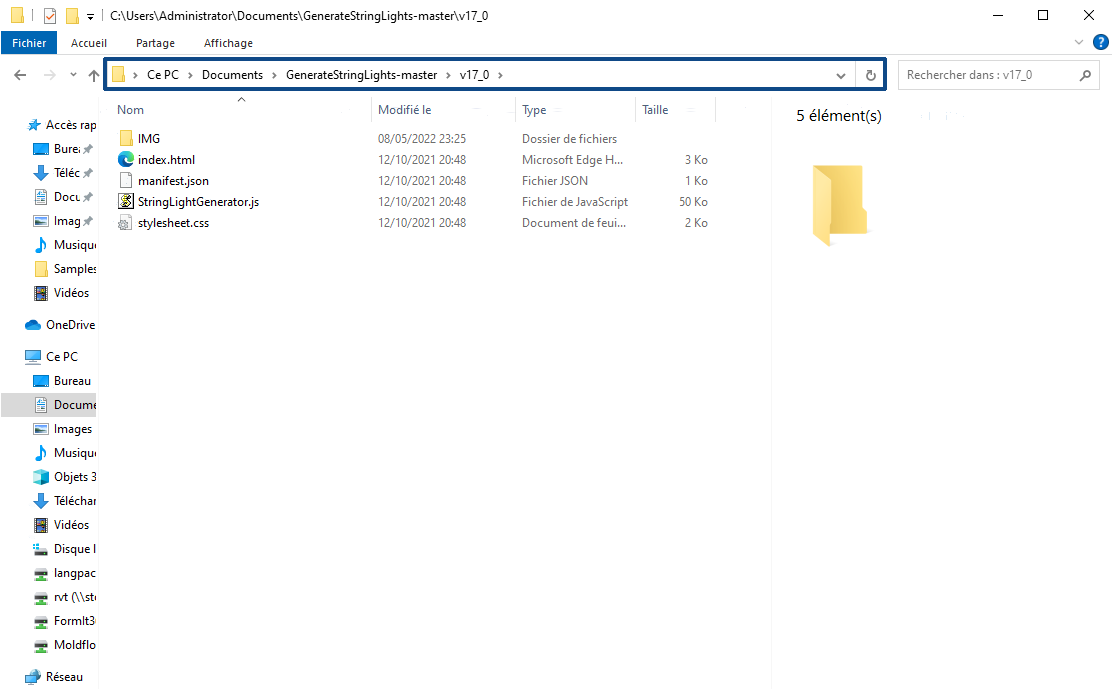 C:\Users\Administrator\Documents\GenerateStringLights-master\v17_0
Fichier Accueil Partage Affichage
Ce PC Documents GenerateStringLights-master v17_0
Rechercher dans : v17_0
Nom Modifié le Type Taille
IMG 08/05/2022 23:25 Dossier de fichiers
index.html 12/10/2021 20:48 Microsoft Edge H... 3 Ko
manifest.json 12/10/2021 20:48 Fichier JSON 1 Ko
StringLightGenerator.js 12/10/2021 20:48 Fichier de JavaScript 50 Ko
stylesheet.css 12/10/2021 20:48 Document de feui... 2 Ko
5 élément(s)
Accès rap
Bure
Téléc
Docu
Imag
Musiqu
Samples
Vidéos
OneDrive
Ce PC
Bureau
Docume
Images
Musiqu
Objets 3
Téléchar
Vidéos
Disque l
langpac
rvt (\\st
FormIt3
Moldflo
Réseau